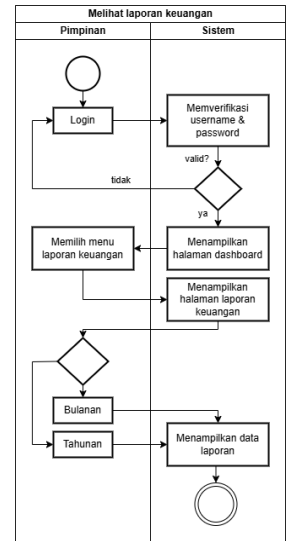 Melihat laporan keuangan
Pimpinan
Sistem
Login
Memverifikasi
username &
password
valid?
tidak
ya
Memilih menu
laporan keuangan
Menampilkan
halaman dashboard
Menampilkan
halaman laporan
keuangan
Bulanan
Tahunan
Menampilkan data
laporan